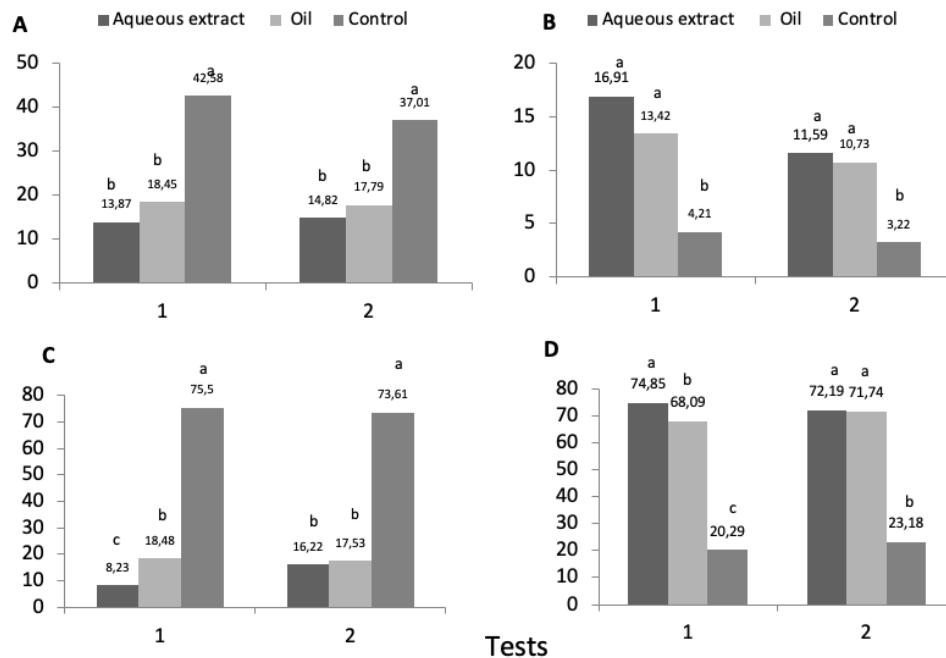 A
Aqueous extract Oil Control
50
40
30
20
10
0
a
42,58
a
37,01
b
13,87
b
18,45
b
14,82
b
17,79
1 2
B
Aqueous extract Oil Control
20
15
10
5
0
a
16,91
a
13,42
b
4,21
a
11,59
a
10,73
b
3,22
1 2
C
80
70
60
50
40
30
20
10
0
c
8,23
b
18,48
a
75,5
b
16,22
b
17,53
a
73,61
1 2
D
80
70
60
50
40
30
20
10
0
a
74,85
b
68,09
c
20,29
a
72,19
a
71,74
b
23,18
1 2
Tests